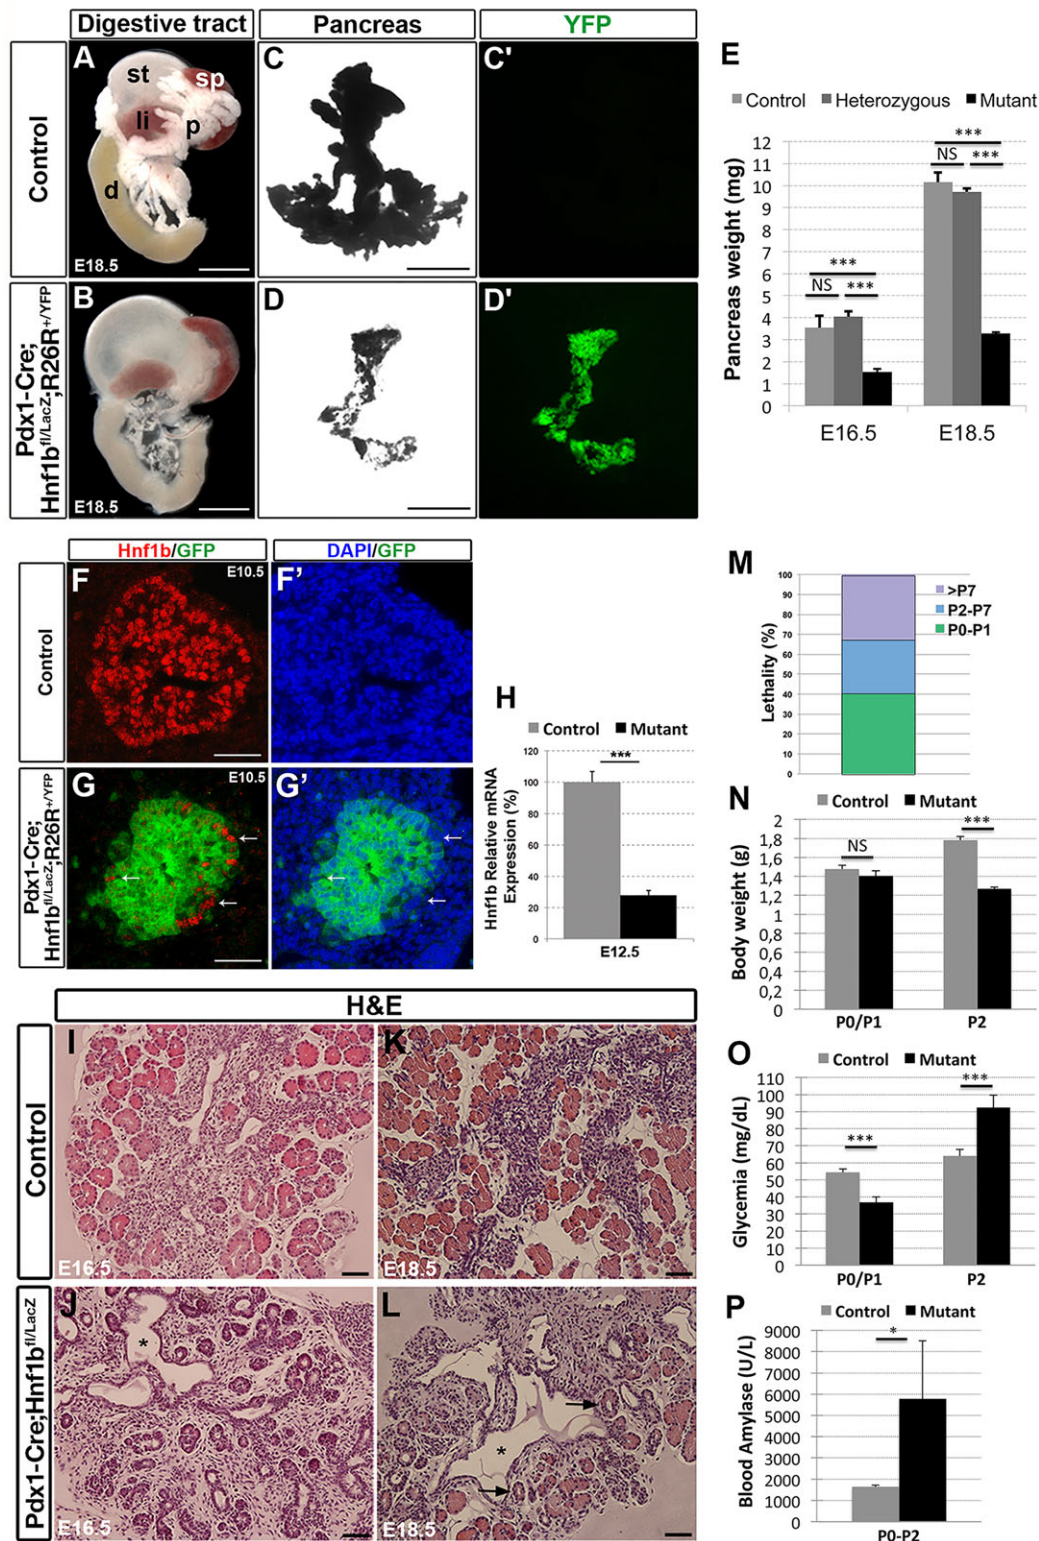 Digestive tract
Pancreas
YFP
Control
A
st
sp
li
p
d
E18.5
C
C'
Pdx1-Cre;
Hnf1b fl/LacZ;R26R+/YFP
B
E18.5
D
D'
E
Control Heterozygous Mutant
Pancreas weight (mg)
12
11
10
9
8
7
6
5
4
3
2
1
0
***
NS
***
***
NS
***
E16.5
E18.5
Hnf1b/GFP
DAPI/GFP
Control
F
E10.5
F'
Pdx1-Cre;
Hnf1b fl/LacZ;R26R+/YFP
G
E10.5
G'
H
Control Mutant
Hnf1b Relative mRNA
Expression (%)
120
100
80
60
40
20
0
***
E12.5
M
Lethality (%)
100
90
80
70
60
50
40
30
20
10
0
>P7
P2-P7
P0-P1
N
Control Mutant
Body weight (g)
2
1,8
1,6
1,4
1,2
1
0,8
0,6
0,4
0,2
0
NS
***
P0/P1
P2
H&E
Control
I
E16.5
K
E18.5
Pdx1-Cre;Hnf1b fl/LacZ
J
*
E16.5
L
*
E18.5
O
Control Mutant
Glycemia (mg/dL)
110
100
90
80
70
60
50
40
30
20
10
0
***
***
P0/P1
P2
P
Control Mutant
Blood Amylase (U/L)
9000
8000
7000
6000
5000
4000
3000
2000
1000
0
*
P0-P2